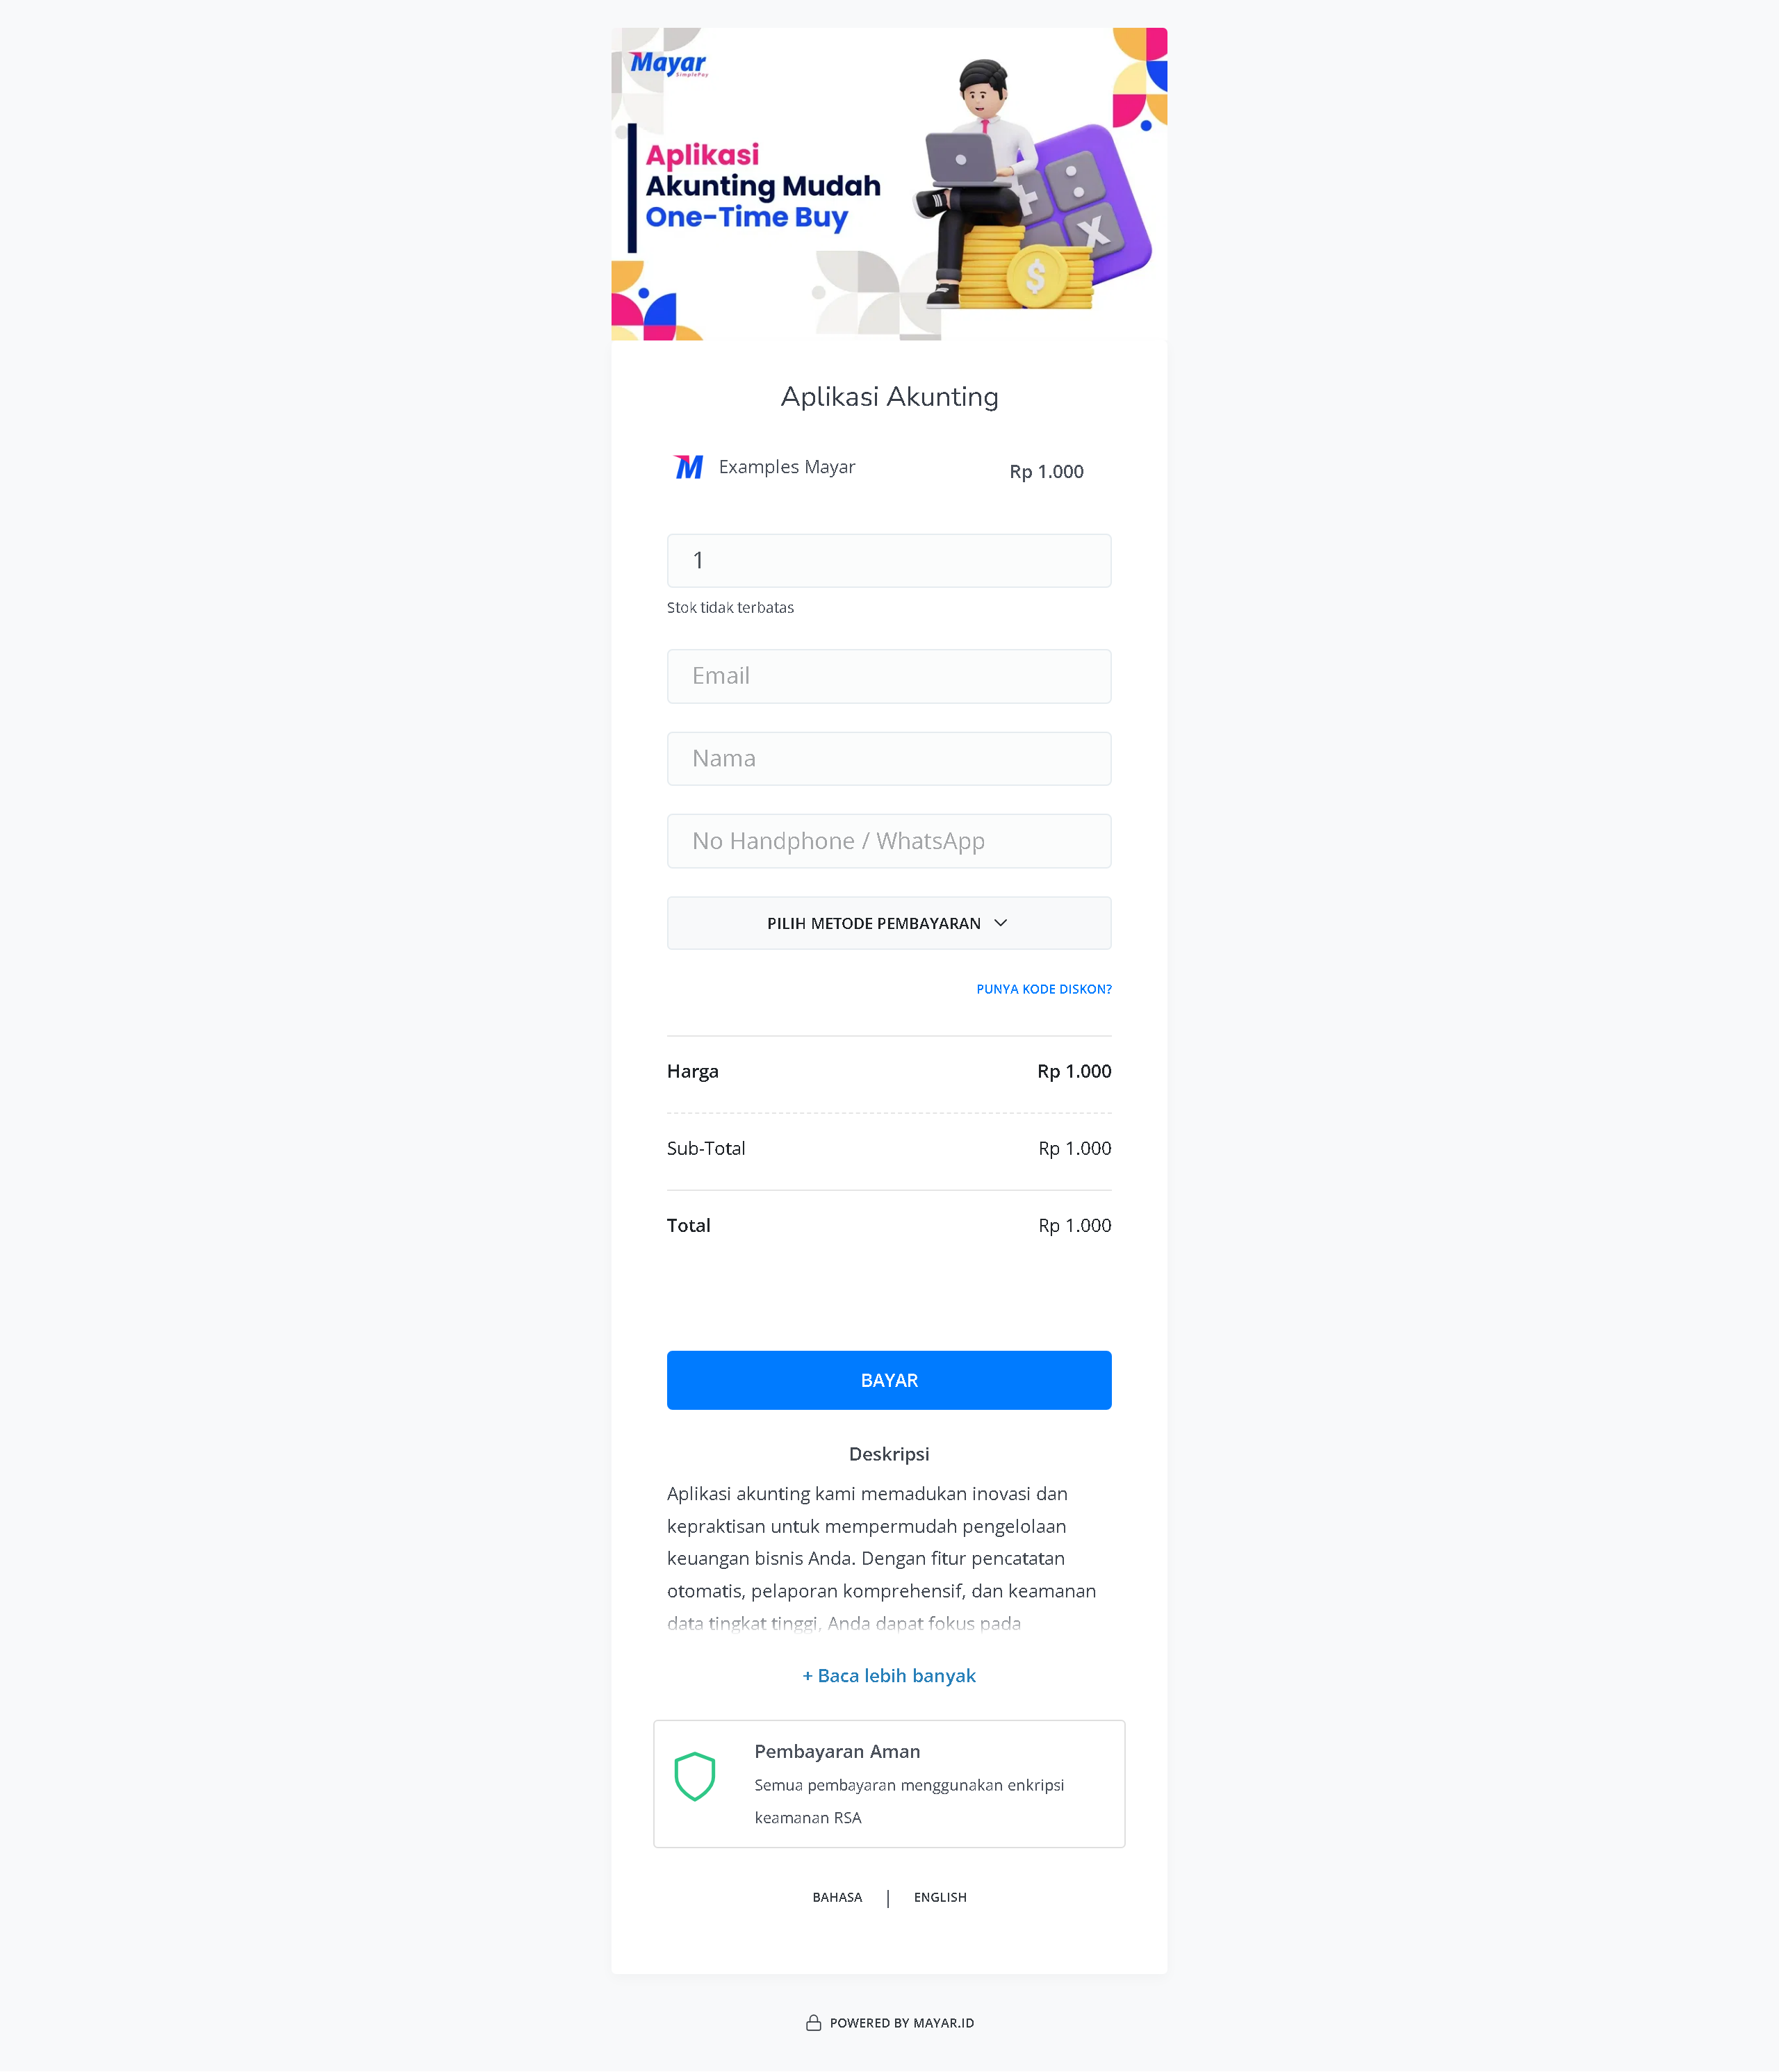 Mayar
SimplePay
Aplikasi
Akunting Mudah
One-Time Buy
Aplikasi Akunting
M Examples Mayar Rp 1.000
1
Stok tidak terbatas
Email
Nama
No Handphone / WhatsApp
PILIH METODE PEMBAYARAN
PUNYA KODE DISKON?
Harga Rp 1.000
Sub-Total Rp 1.000
Total Rp 1.000
BAYAR
Deskripsi
Aplikasi akunting kami memadukan inovasi dan
kepraktisan untuk mempermudah pengelolaan
keuangan bisnis Anda. Dengan fitur pencatatan
otomatis, pelaporan komprehensif, dan keamanan
data tingkat tinggi, Anda dapat fokus pada
+ Baca lebih banyak
Pembayaran Aman
Semua pembayaran menggunakan enkripsi
keamanan RSA
BAHASA | ENGLISH
POWERED BY MAYAR.ID